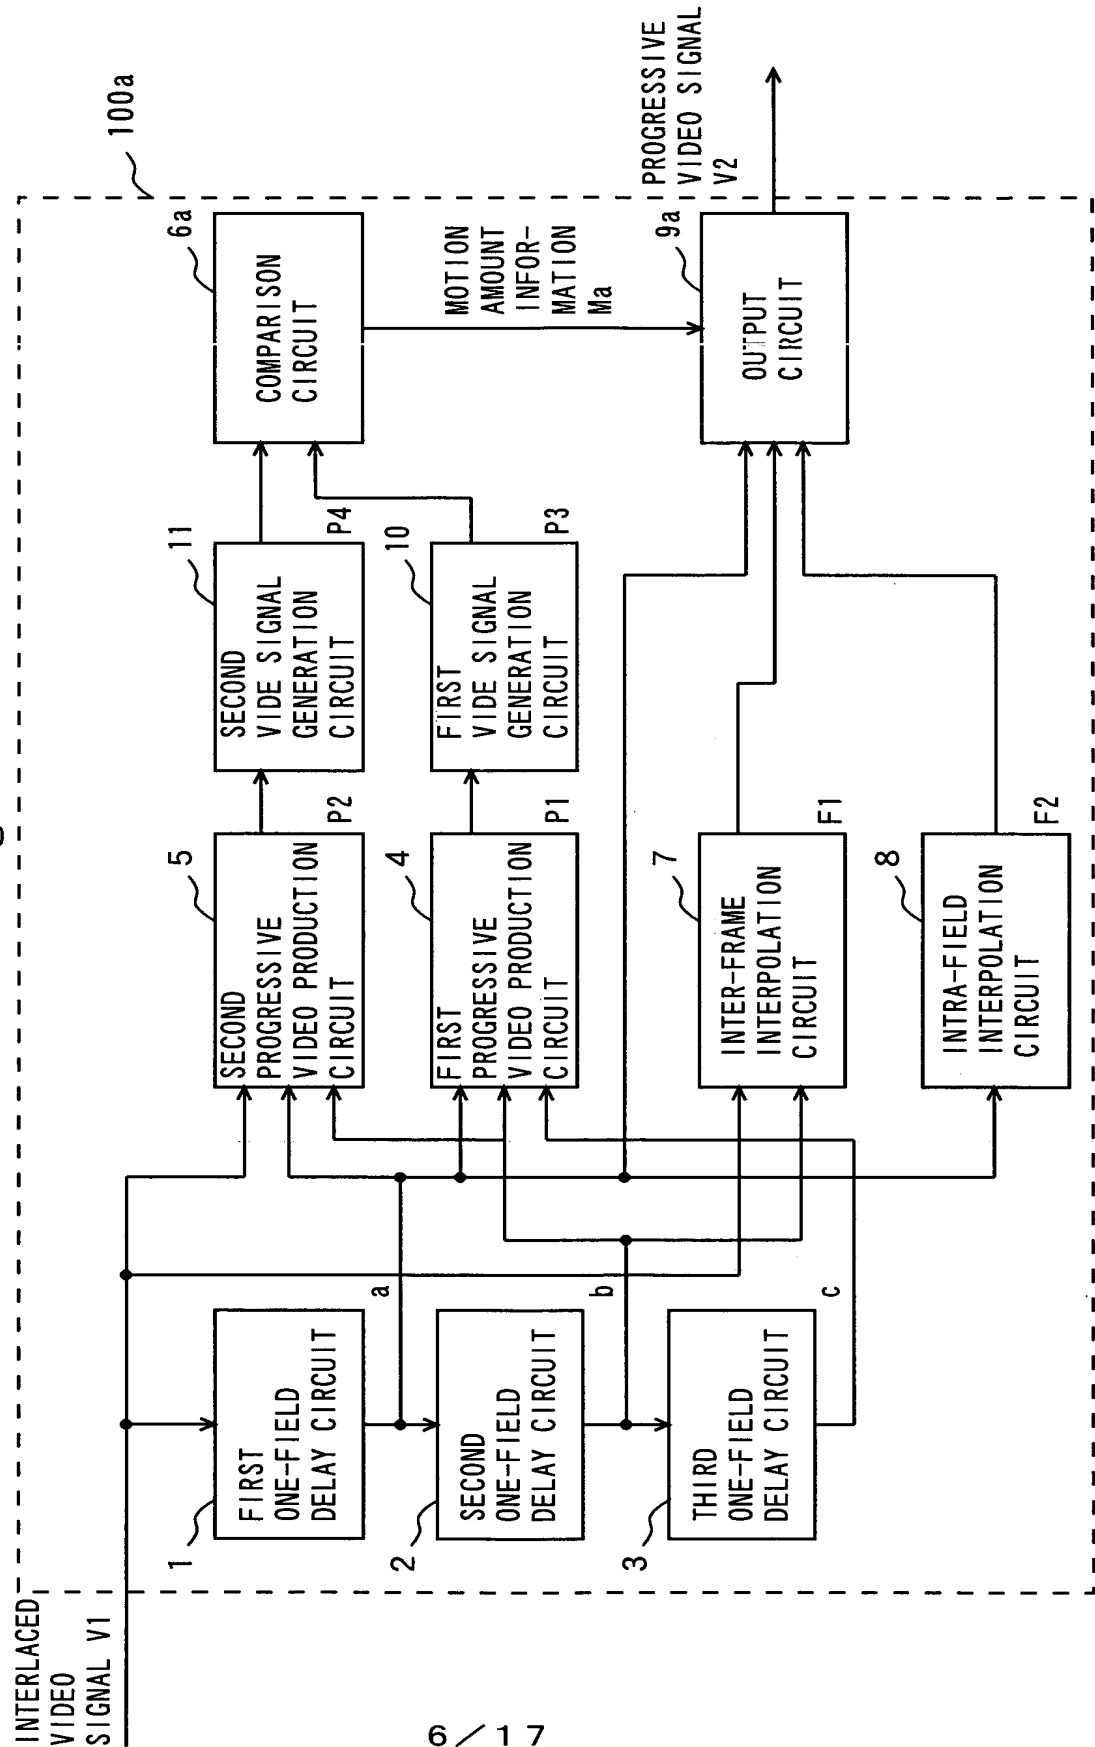 INTERLACED
VIDEO
SIGNAL V1
100a
1
FIRST
ONE-FIELD
DELAY CIRCUIT
a
2
SECOND
ONE-FIELD
DELAY CIRCUIT
b
3
THIRD
ONE-FIELD
DELAY CIRCUIT
c
5
SECOND
PROGRESSIVE
VIDEO PRODUCTION
CIRCUIT
P2
4
FIRST
PROGRESSIVE
VIDEO PRODUCTION
CIRCUIT
P1
7
INTER-FRAME
INTERPOLATION
CIRCUIT
F1
8
INTRA-FIELD
INTERPOLATION
CIRCUIT
F2
11
SECOND
VIDE SIGNAL
GENERATION
CIRCUIT
P4
10
FIRST
VIDE SIGNAL
GENERATION
CIRCUIT
P3
6a
COMPARISON
CIRCUIT
MOTION
AMOUNT
INFOR-
MATION
Ma
9a
OUTPUT
CIRCUIT
PROGRESSIVE
VIDEO SIGNAL
V2
6/17